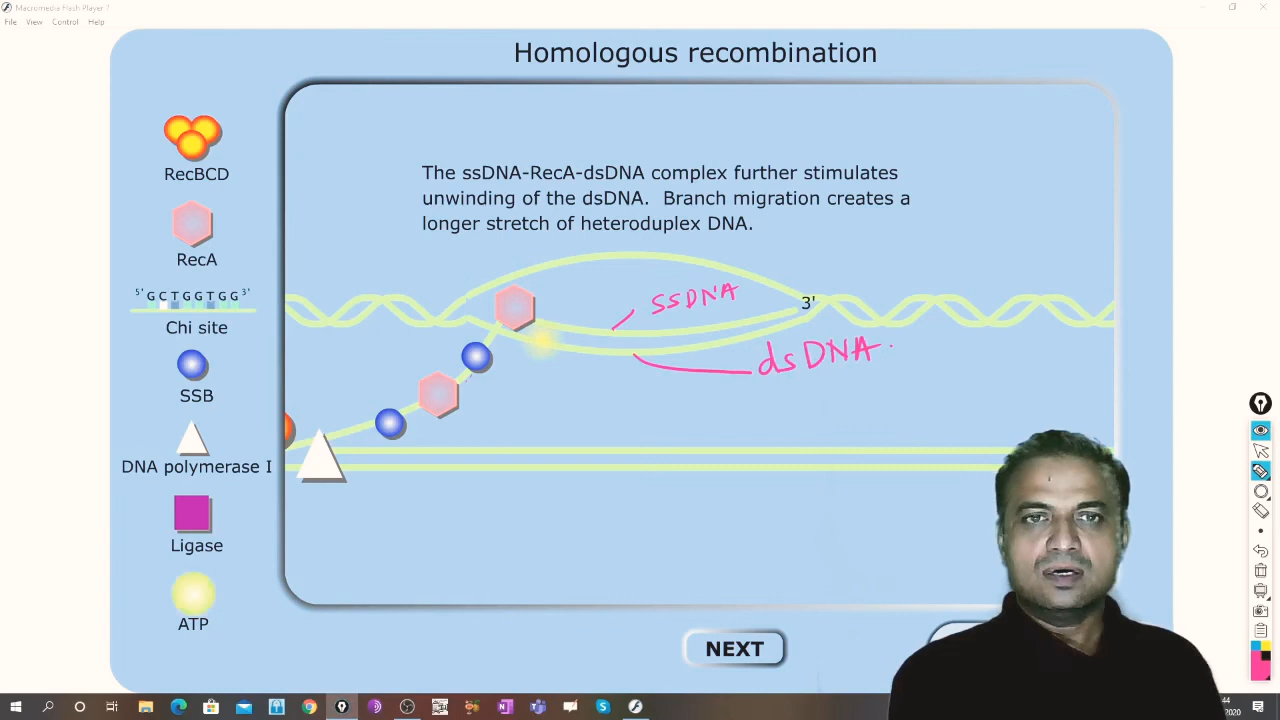 Macromedia Flash Player 7
File View Control Help
Homologous recombination
RecBCD
RecA
5' G C T G G T G G 3'
Chi site
SSB
DNA polymerase I
Ligase
ATP
The ssDNA-RecA-dsDNA complex further stimulates
unwinding of the dsDNA. Branch migration creates a
longer stretch of heteroduplex DNA.
SSDNA
3'
dsDNA
NEXT
44
2020